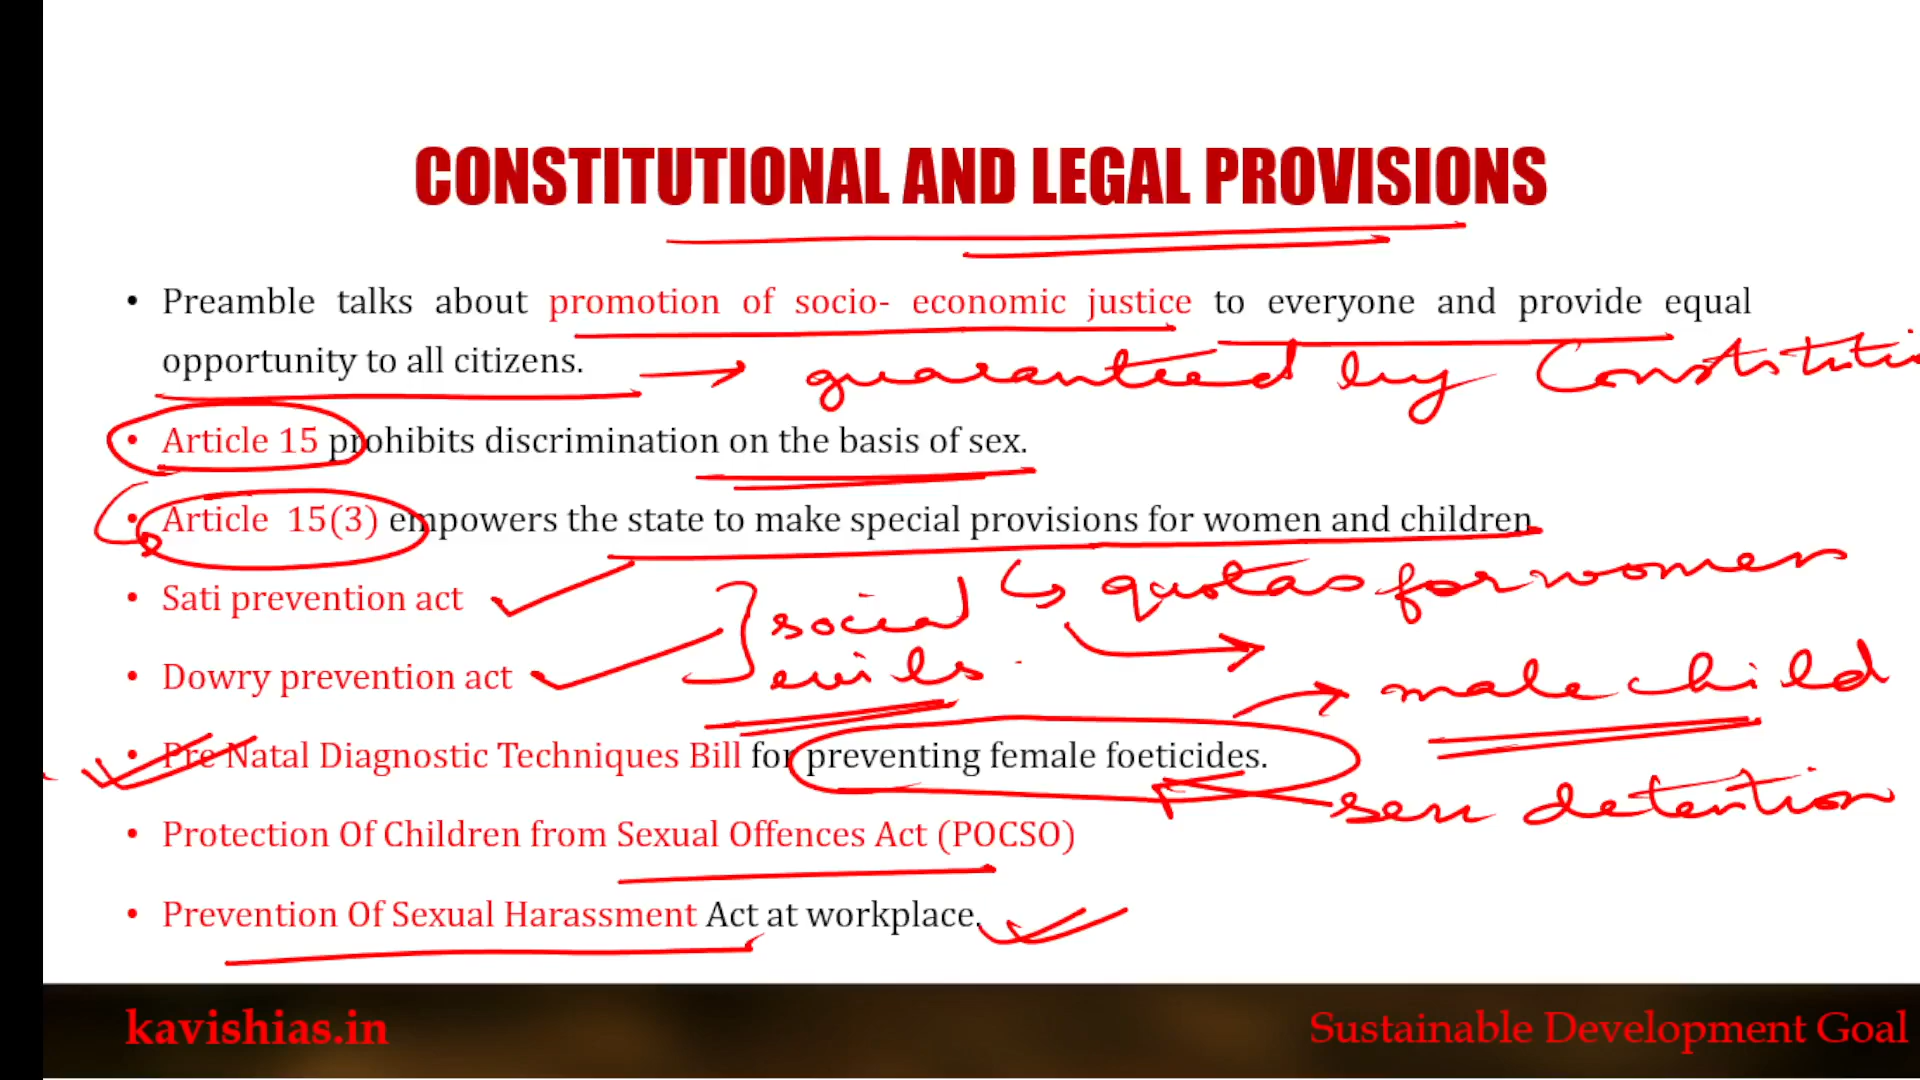 CONSTITUTIONAL AND LEGAL PROVISIONS
• Preamble talks about promotion of socio- economic justice to everyone and provide equal
opportunity to all citizens. → guaranteed by Constituti
• Article 15 prohibits discrimination on the basis of sex.
• Article 15(3) empowers the state to make special provisions for women and children
quotas for women
• Sati prevention act
social
evils
• Dowry prevention act
male child
• Pre Natal Diagnostic Techniques Bill for preventing female foeticides.
sex detention
• Protection Of Children from Sexual Offences Act (POCSO)
• Prevention Of Sexual Harassment Act at workplace.
kavishias.in
Sustainable Development Goal